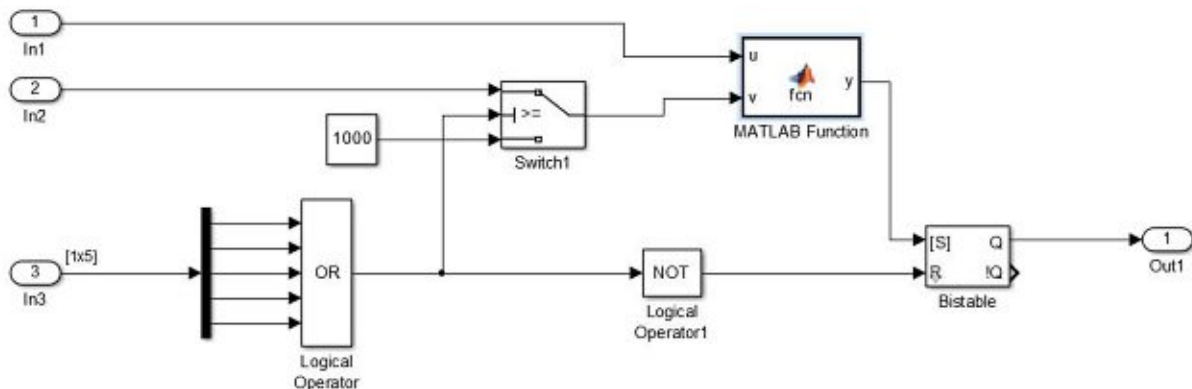 1
In1
2
In2
1000
>=
Switch1
u
v
y
fcn
MATLAB Function
3
In3
[1x5]
OR
Logical
Operator
NOT
Logical
Operator1
[S]
Q
R
!Q
Bistable
1
Out1